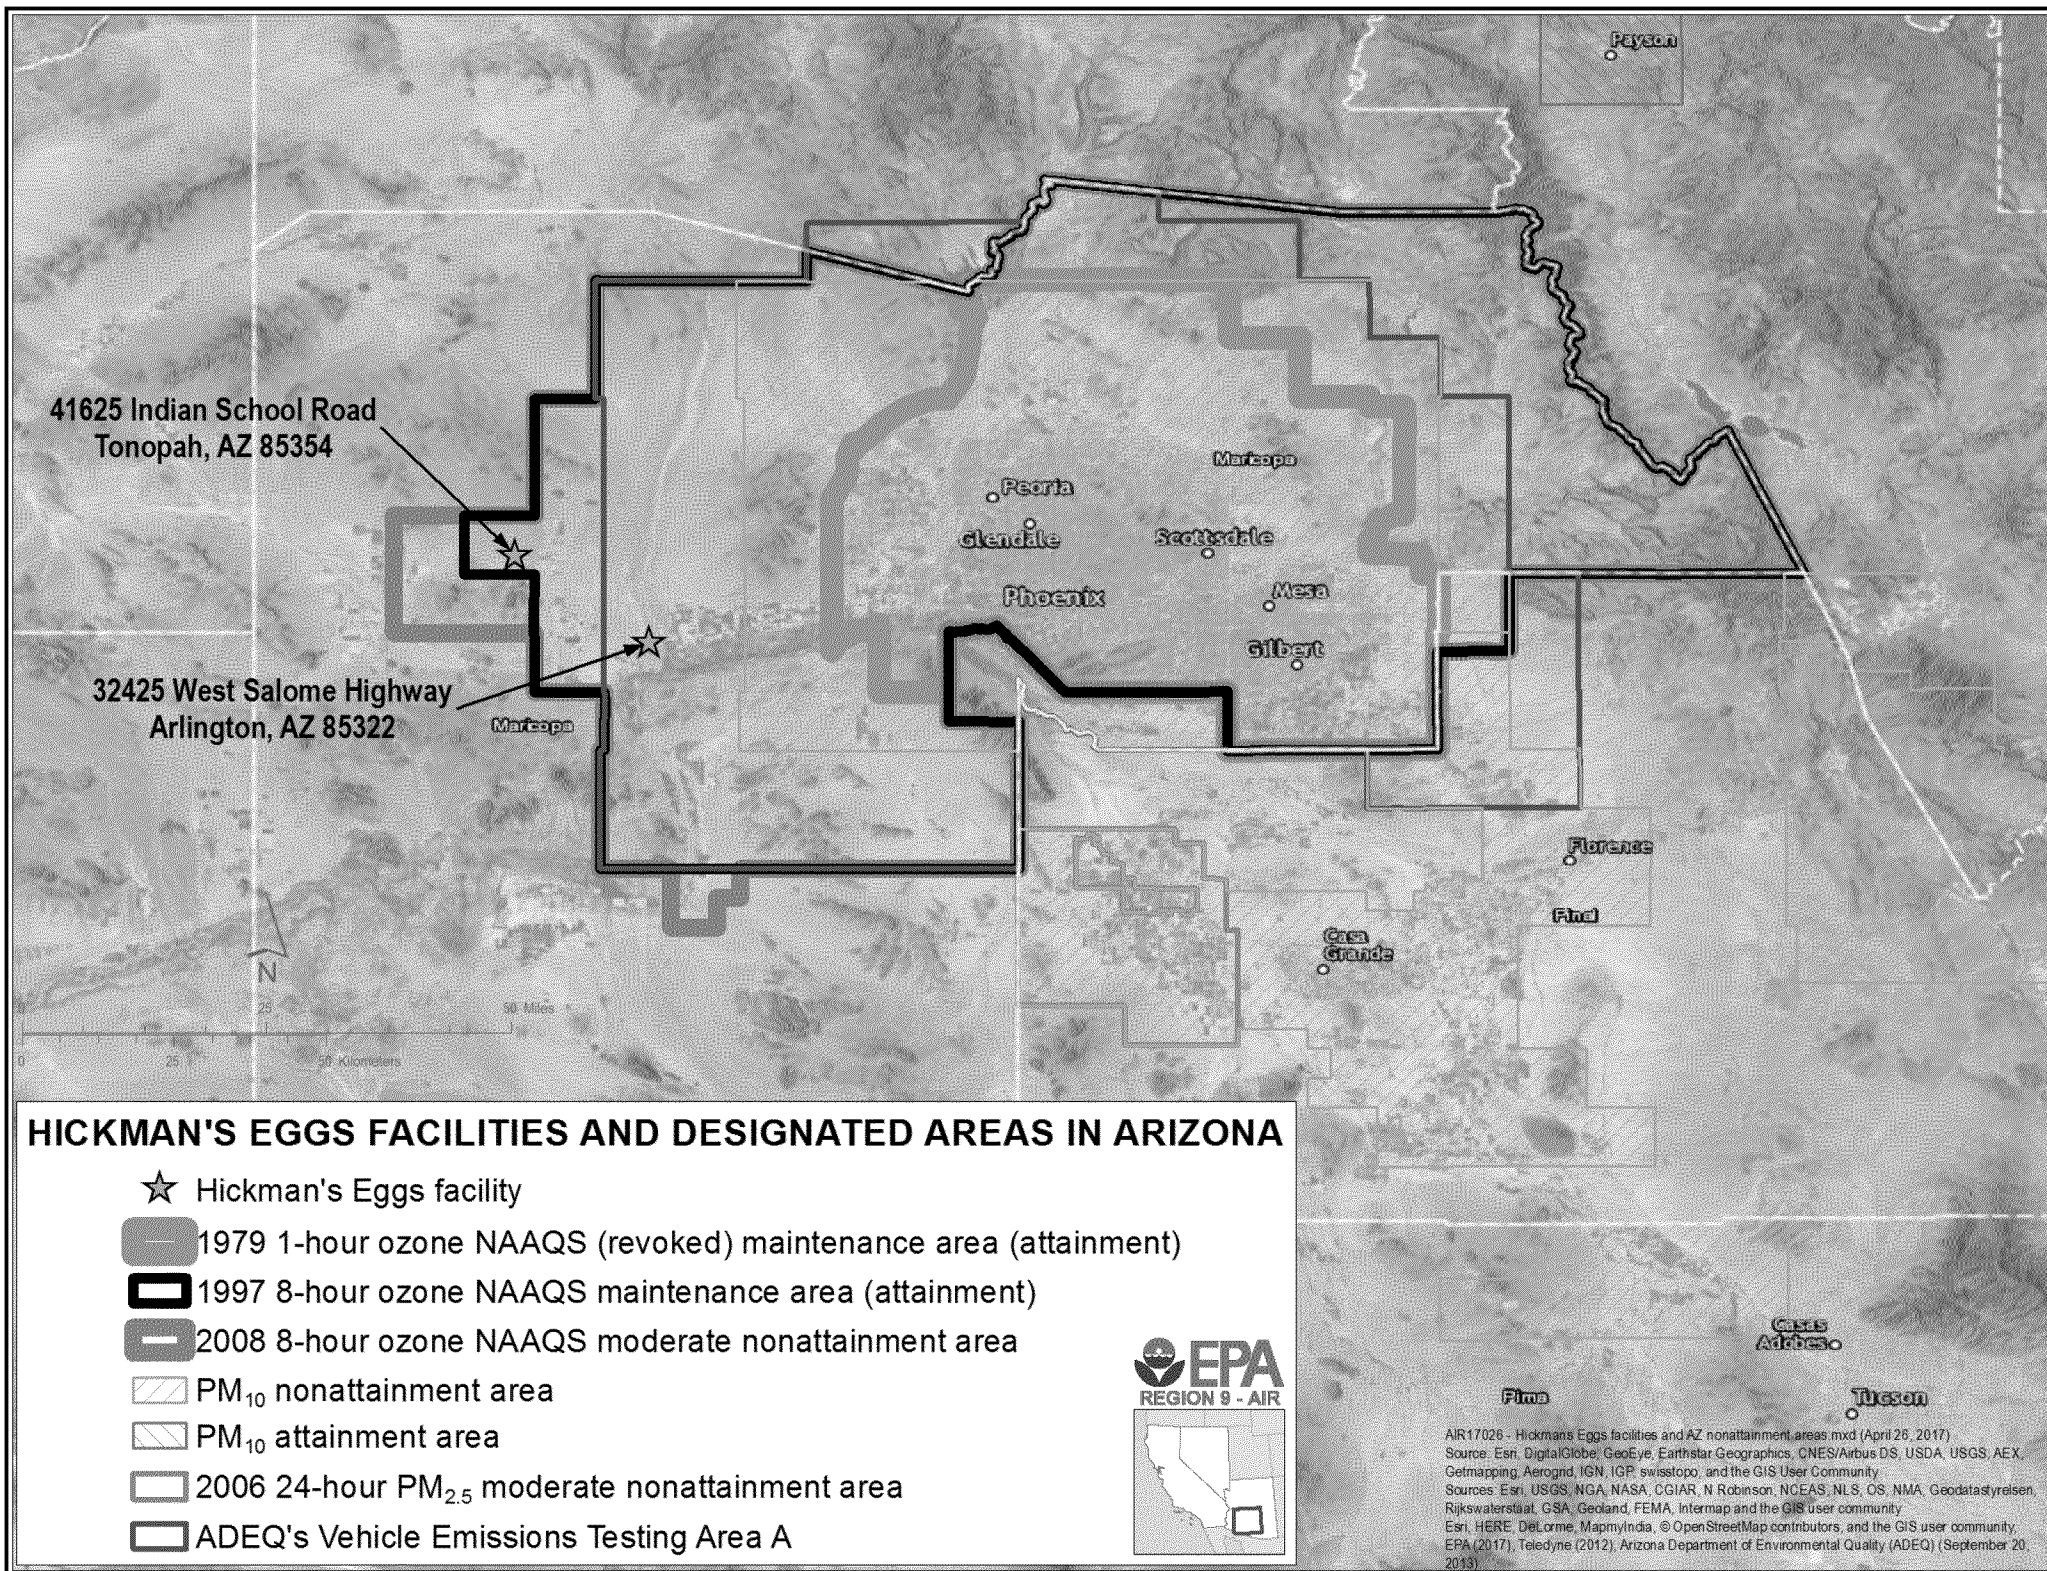 Payson
41625 Indian School Road
Tonopah, AZ 85354
Maricopa
Peoria
Glendale
Scottsdale
Phoenix
Mesa
Gilbert
32425 West Salome Highway
Arlington, AZ 85322
Maricopa
Florence
Pinal
Casa
Grande
N
0 25 50 Miles
0 25 50 Kilometers
HICKMAN'S EGGS FACILITIES AND DESIGNATED AREAS IN ARIZONA
Hickman's Eggs facility
1979 1-hour ozone NAAQS (revoked) maintenance area (attainment)
1997 8-hour ozone NAAQS maintenance area (attainment)
2008 8-hour ozone NAAQS moderate nonattainment area
PM10 nonattainment area
PM10 attainment area
2006 24-hour PM2.5 moderate nonattainment area
ADEQ's Vehicle Emissions Testing Area A
EPA
REGION 9 - AIR
Casas
Adobes
Pima
Tucson
AIR17026 - Hickmans Eggs facilities and AZ nonattainment areas.mxd (April 26, 2017)
Source: Esri, DigitalGlobe, GeoEye, Earthstar Geographics, CNES/Airbus DS, USDA, USGS, AEX,
Getmapping, Aerogrid, IGN, IGP, swisstopo, and the GIS User Community
Sources: Esri, USGS, NGA, NASA, CGIAR, N Robinson, NCEAS, NLS, OS, NMA, Geodatastyrelsen,
Rijkswaterstaat, GSA, Geoland, FEMA, Intermap and the GIS user community
Esri, HERE, DeLorme, MapmyIndia, © OpenStreetMap contributors, and the GIS user community,
EPA (2017), Teledyne (2012), Arizona Department of Environmental Quality (ADEQ) (September 20,
2013)